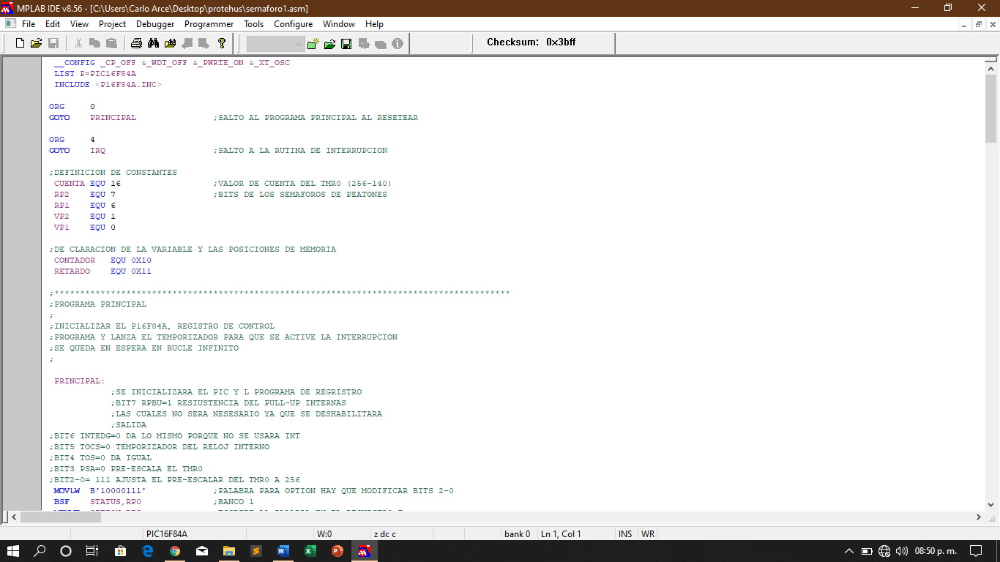 MPLAB IDE v8.56 - [C:\Users\Carlo Arce\Desktop\protehus\semaforo1.asm]
File Edit View Project Debugger Programmer Tools Configure Window Help
Checksum: 0x3bff
__CONFIG _CP_OFF &_WDT_OFF &_PWRTE_ON &_XT_OSC
LIST P=PIC16F84A
INCLUDE <P16F84A.INC>
ORG 0
GOTO PRINCIPAL ;SALTO AL PROGRAMA PRINCIPAL AL RESETEAR
ORG 4
GOTO IRQ ;SALTO A LA RUTINA DE INTERRUPCION
;DEFINICION DE CONSTANTES
CUENTA EQU 16 ;VALOR DE CUENTA DEL TMR0 (256-140)
RP2 EQU 7 ;BITS DE LOS SEMAFOROS DE PEATONES
RP1 EQU 6
VP2 EQU 1
VP1 EQU 0
;DE CLARACION DE LA VARIABLE Y LAS POSICIONES DE MEMORIA
CONTADOR EQU 0X10
RETARDO EQU 0X11
;*****************************************************************************************
;PROGRAMA PRINCIPAL
;
;INICIALIZAR EL P16F84A, REGISTRO DE CONTROL
;PROGRAMA Y LANZA EL TEMPORIZADOR PARA QUE SE ACTIVE LA INTERRUPCION
;SE QUEDA EN ESPERA EN BUCLE INFINITO
;
PRINCIPAL:
;SE INICIALIZARA EL PIC Y L PROGRAMA DE REGRISTRO
;BIT7 RPBU=1 RESIUSTENCIA DEL PULL-UP INTERNAS
;LAS CUALES NO SERA NESESARIO YA QUE SE DESHABILITARA
;SALIDA
;BIT6 INTEDG=0 DA LO MISMO PORQUE NO SE USARA INT
;BIT5 TOCS=0 TEMPORIZADOR DEL RELOJ INTERNO
;BIT4 TOS=0 DA IGUAL
;BIT3 PSA=0 PRE-ESCALA EL TMR0
;BIT2-0= 111 AJUSTA EL PRE-ESCALAR DEL TMR0 A 256
MOVLW B'10000111' ;PALABRA PARA OPTION HAY QUE MODIFICAR BITS 2-0
BSF STATUS,RP0 ;BANCO 1
PIC16F84A W:0 z dc c bank 0 Ln 1, Col 1 INS WR
08:50 p. m.